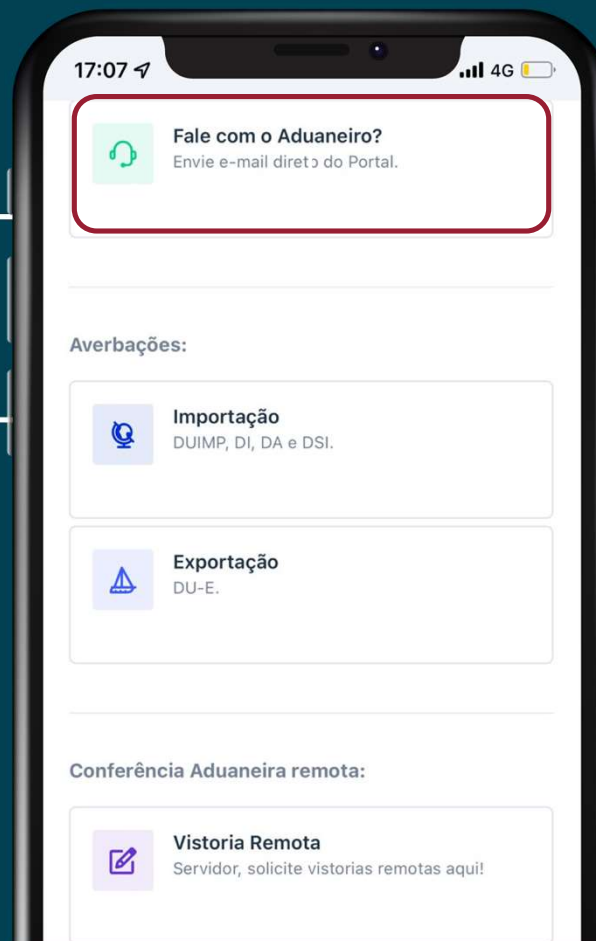 17:07
4G
Fale com o Aduaneiro?
Envie e-mail direto do Portal.
Averbações:
Importação
DUIMP, DI, DA e DSI.
Exportação
DU-E.
Conferência Aduaneira remota:
Vistoria Remota
Servidor, solicite vistorias remotas aqui!